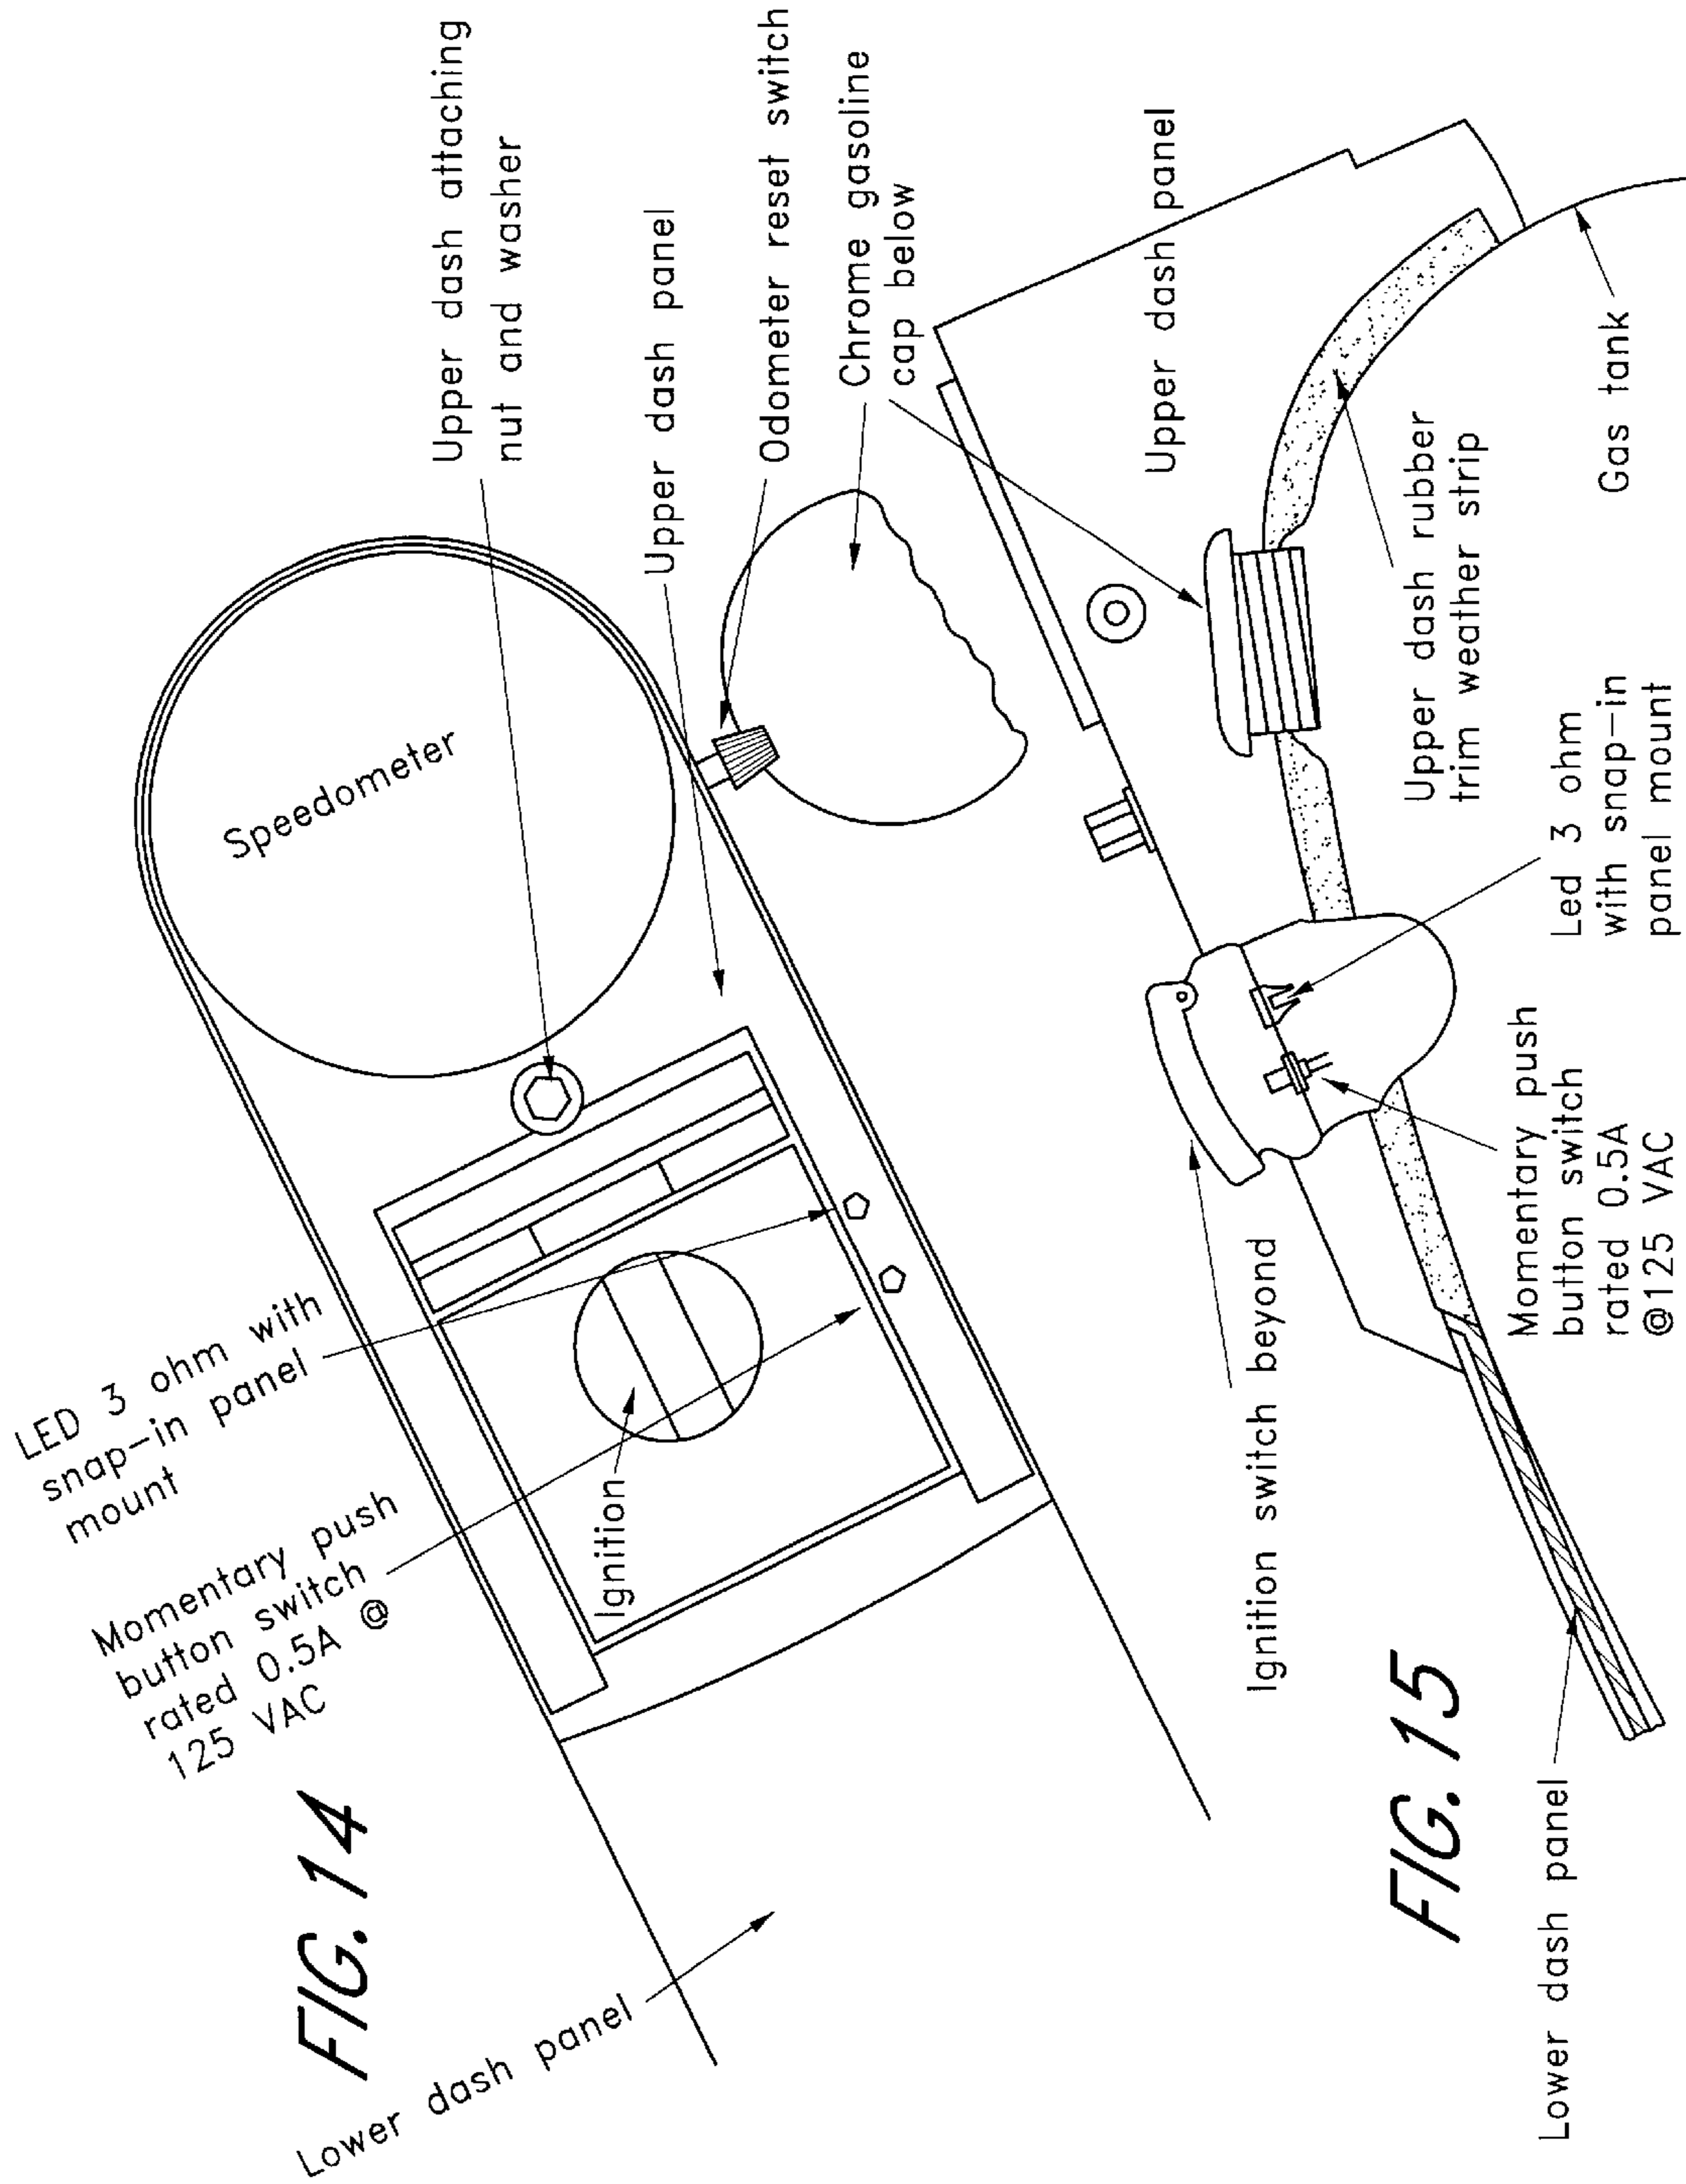 FIG. 14
LED 3 ohm with
snap-in panel
mount
Momentary push
button switch
rated 0.5A @
125 VAC
Lower dash panel
Ignition
Speedometer
Upper dash attaching
nut and washer
Upper dash panel
Odometer reset switch
Chrome gasoline
cap below
FIG. 15
Upper dash panel
Ignition switch beyond
Lower dash panel
Momentary push
button switch
rated 0.5A
@125 VAC
Led 3 ohm
with snap-in
panel mount
Upper dash rubber
trim weather strip
Gas tank